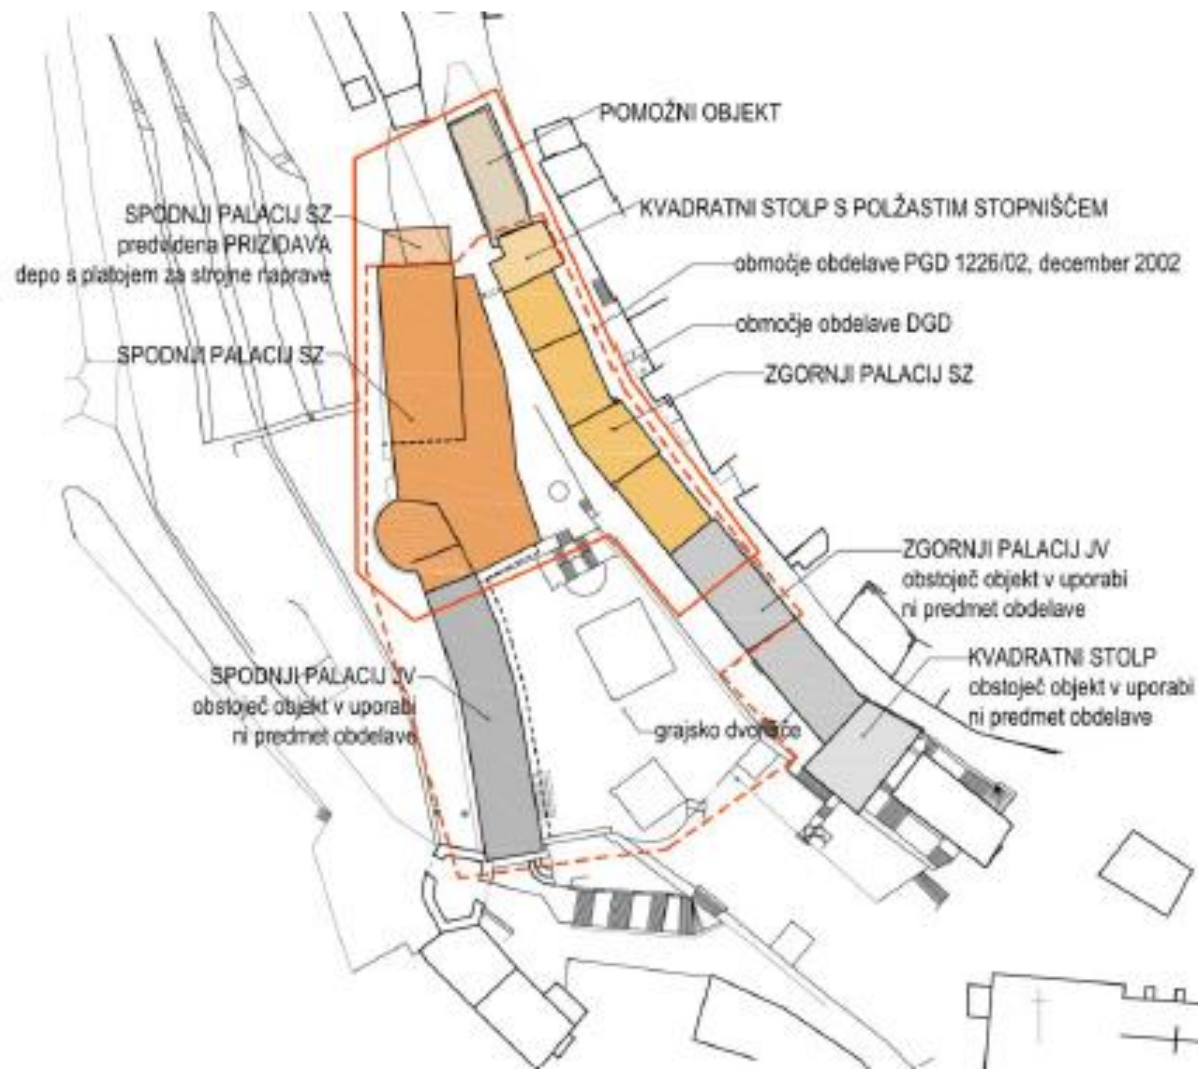 POMOŽNI OBJEKT
SPODNJI PALACIJ SZ
predvidena PRIZIDAVA
depo s platojem za strojne naprave
KVADRATNI STOLP S POLŽASTIM STOPNIŠČEM
območje obdelave PGD 1226/02, december 2002
območje obdelave DGD
SPODNJI PALACIJ SZ
ZGORNJI PALACIJ SZ
ZGORNJI PALACIJ JV
obstoječ objekt v uporabi
ni predmet obdelave
SPODNJI PALACIJ JV
obstoječ objekt v uporabi
ni predmet obdelave
KVADRATNI STOLP
obstoječ objekt v uporabi
ni predmet obdelave
grajsko dvorišče